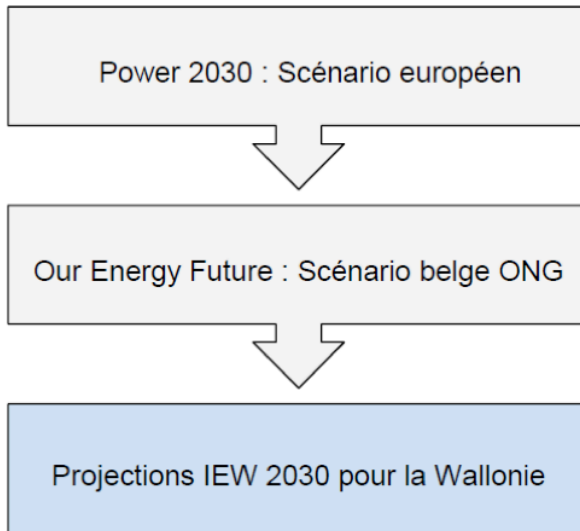 Power 2030 : Scénario européen
Our Energy Future : Scénario belge ONG
Projections IEW 2030 pour la Wallonie